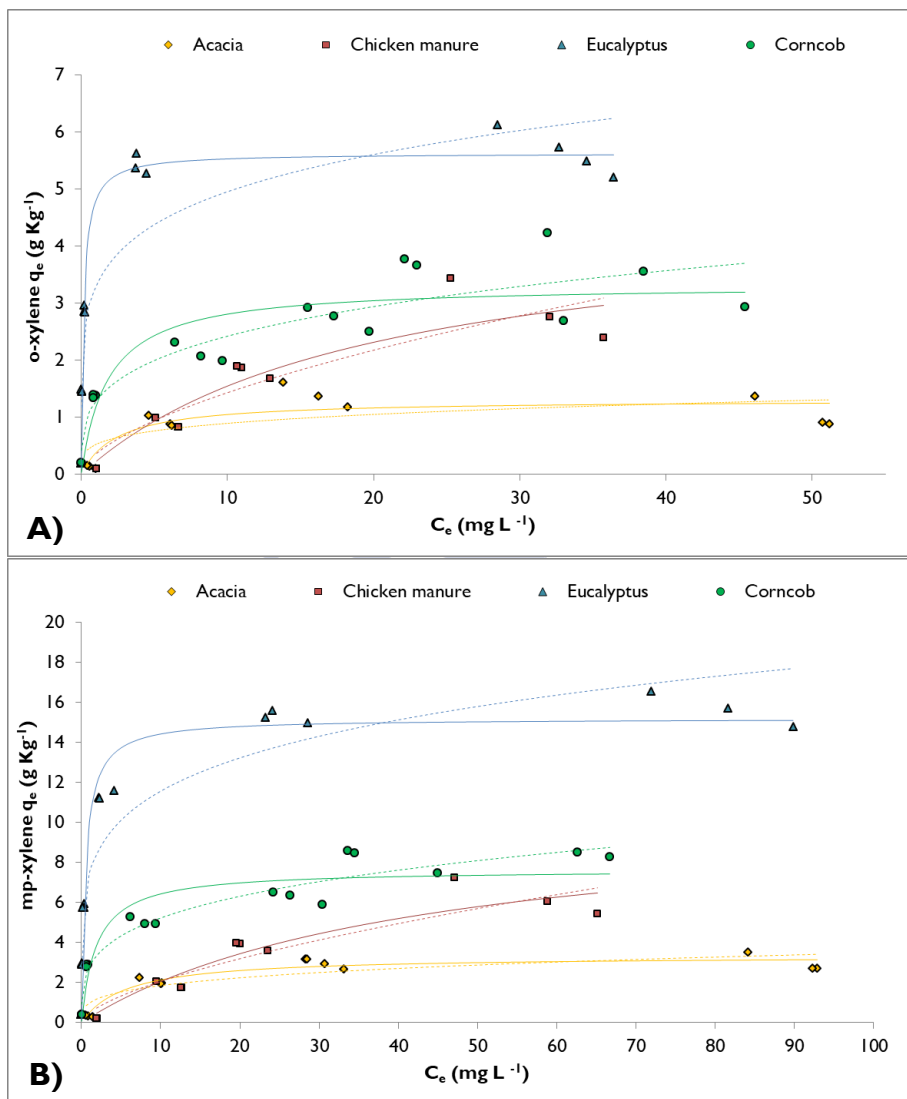 Acacia Chicken manure Eucalyptus Corncob
7
6
5
4
3
2
1
0
o-xylene qe (g Kg-1)
0 10 20 30 40 50
Ce (mg L -1)
A)
Acacia Chicken manure Eucalyptus Corncob
20
18
16
14
12
10
8
6
4
2
0
mp-xylene qe (g Kg-1)
0 10 20 30 40 50 60 70 80 90 100
Ce (mg L -1)
B)